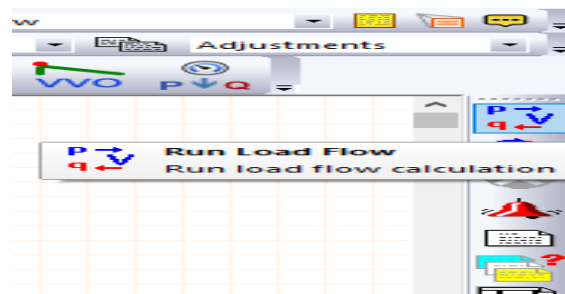 w
Adjustments
VVO
P Q
P V
q
P V
q
Run Load Flow
Run load flow calculation
?